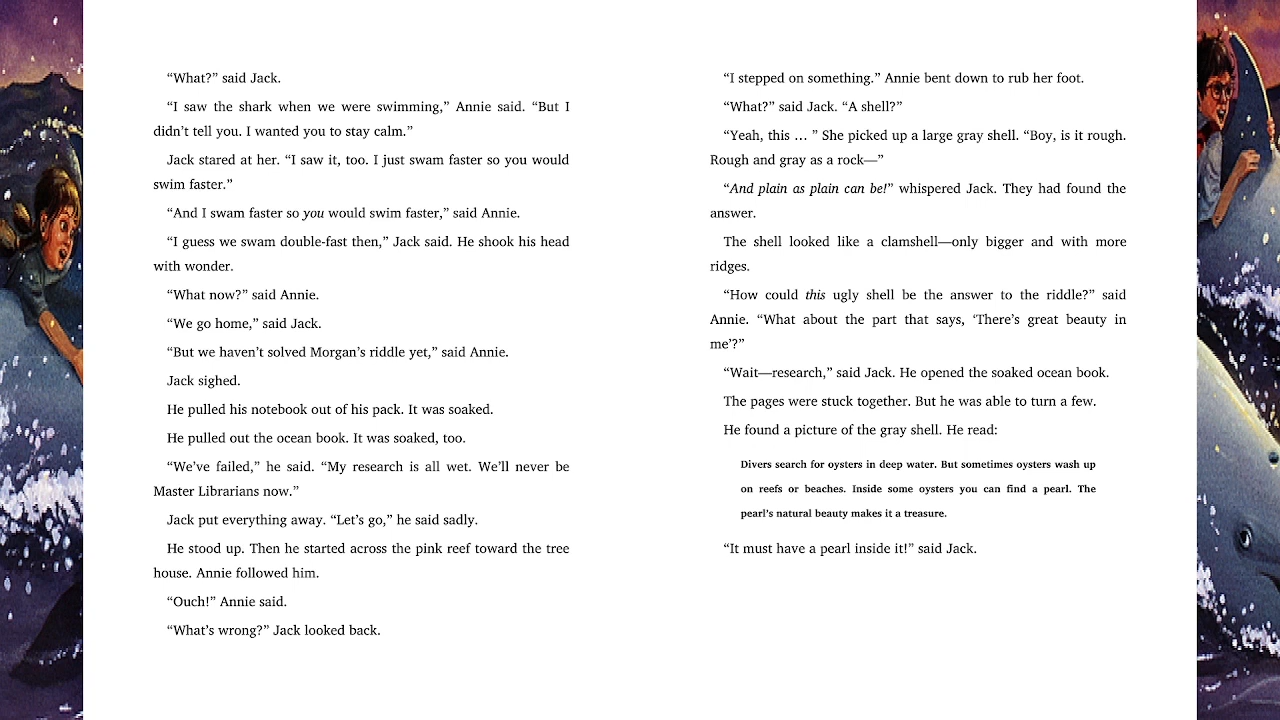 “What?” said Jack.
“I saw the shark when we were swimming,” Annie said. “But I
didn’t tell you. I wanted you to stay calm.”
Jack stared at her. “I saw it, too. I just swam faster so you would
swim faster.”
“And I swam faster so you would swim faster,” said Annie.
“I guess we swam double-fast then,” Jack said. He shook his head
with wonder.
“What now?” said Annie.
“We go home,” said Jack.
“But we haven’t solved Morgan’s riddle yet,” said Annie.
Jack sighed.
He pulled his notebook out of his pack. It was soaked.
He pulled out the ocean book. It was soaked, too.
“We’ve failed,” he said. “My research is all wet. We’ll never be
Master Librarians now.”
Jack put everything away. “Let’s go,” he said sadly.
He stood up. Then he started across the pink reef toward the tree
house. Annie followed him.
“Ouch!” Annie said.
“What’s wrong?” Jack looked back.
“I stepped on something.” Annie bent down to rub her foot.
“What?” said Jack. “A shell?”
“Yeah, this … ” She picked up a large gray shell. “Boy, is it rough.
Rough and gray as a rock—”
“And plain as plain can be!” whispered Jack. They had found the
answer.
The shell looked like a clamshell—only bigger and with more
ridges.
“How could this ugly shell be the answer to the riddle?” said
Annie. “What about the part that says, ‘There’s great beauty in
me’?”
“Wait—research,” said Jack. He opened the soaked ocean book.
The pages were stuck together. But he was able to turn a few.
He found a picture of the gray shell. He read:
Divers search for oysters in deep water. But sometimes oysters wash up
on reefs or beaches. Inside some oysters you can find a pearl. The
pearl’s natural beauty makes it a treasure.
“It must have a pearl inside it!” said Jack.